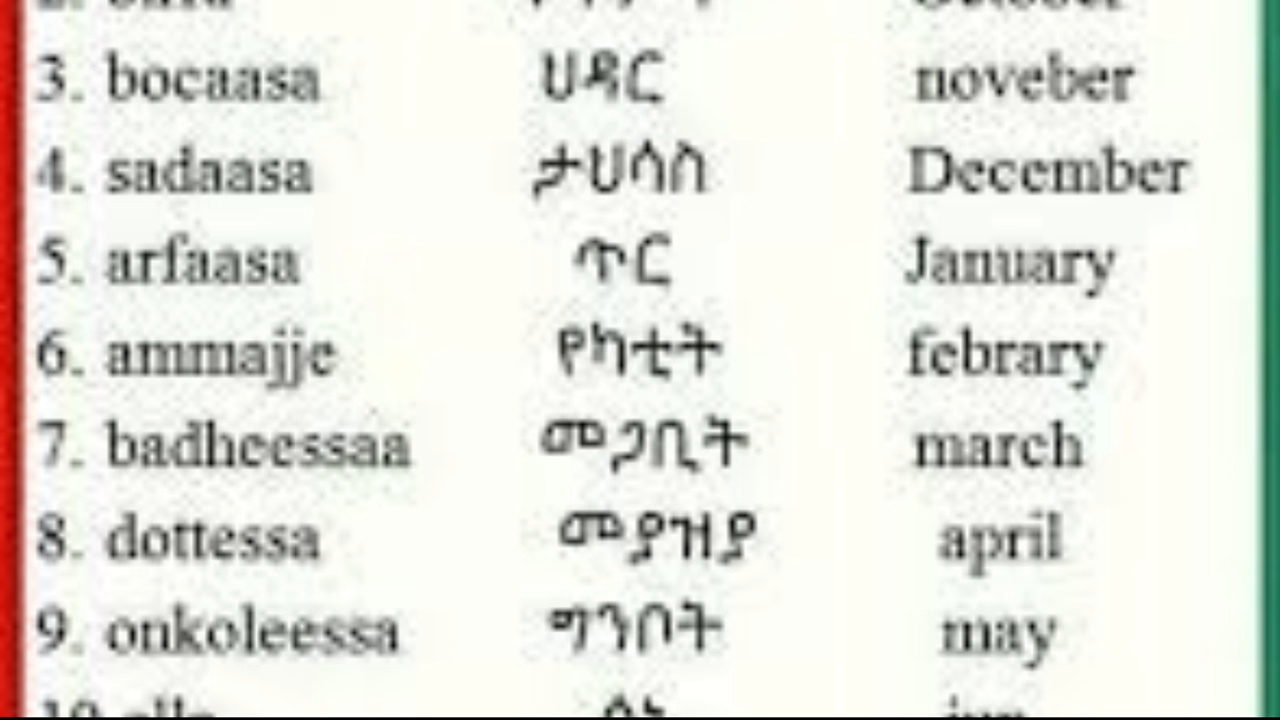 3. bocaasa ህዳር noveber
4. sadaasa ታህሳስ December
5. arfaasa ጥር January
6. ammajje የካቲት febrary
7. badheessaa መጋቢት march
8. dottessa መያዝያ april
9. onkoleessa ግንቦት may